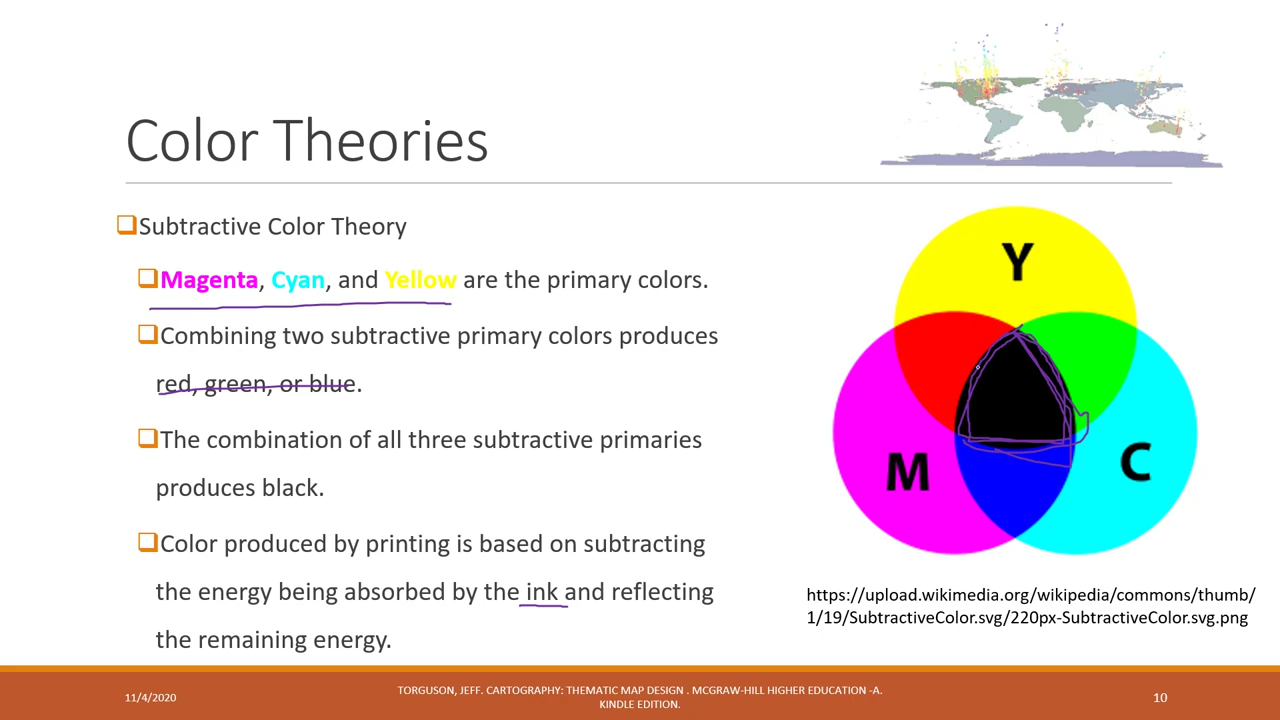 Color Theories
Subtractive Color Theory
Magenta, Cyan, and Yellow are the primary colors.
Combining two subtractive primary colors produces
red, green, or blue.
The combination of all three subtractive primaries
produces black.
Color produced by printing is based on subtracting
the energy being absorbed by the ink and reflecting
the remaining energy.
Y
M
C
https://upload.wikimedia.org/wikipedia/commons/thumb/
1/19/SubtractiveColor.svg/220px-SubtractiveColor.svg.png
11/4/2020
TORGUSON, JEFF. CARTOGRAPHY: THEMATIC MAP DESIGN . MCGRAW-HILL HIGHER EDUCATION -A.
KINDLE EDITION.
10